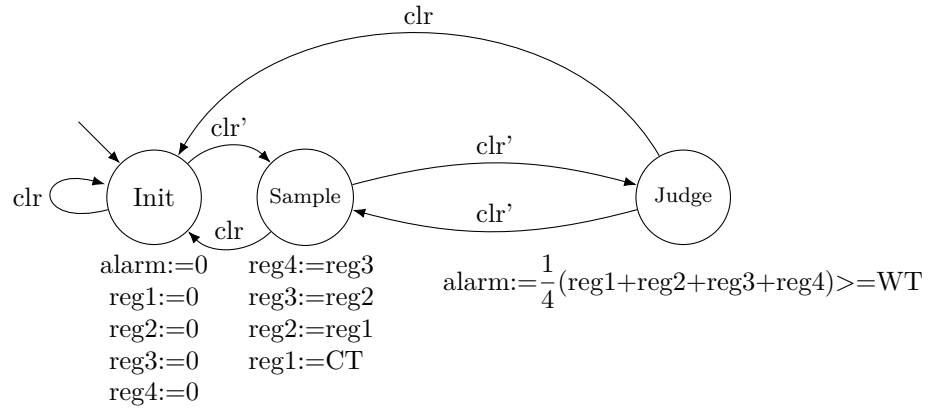 clr
clr'
clr'
clr Init Sample Judge
clr
clr'
alarm:=0
reg1:=0
reg2:=0
reg3:=0
reg4:=0
reg4:=reg3
reg3:=reg2
reg2:=reg1
reg1:=CT
alarm:=1/4(reg1+reg2+reg3+reg4)>=WT